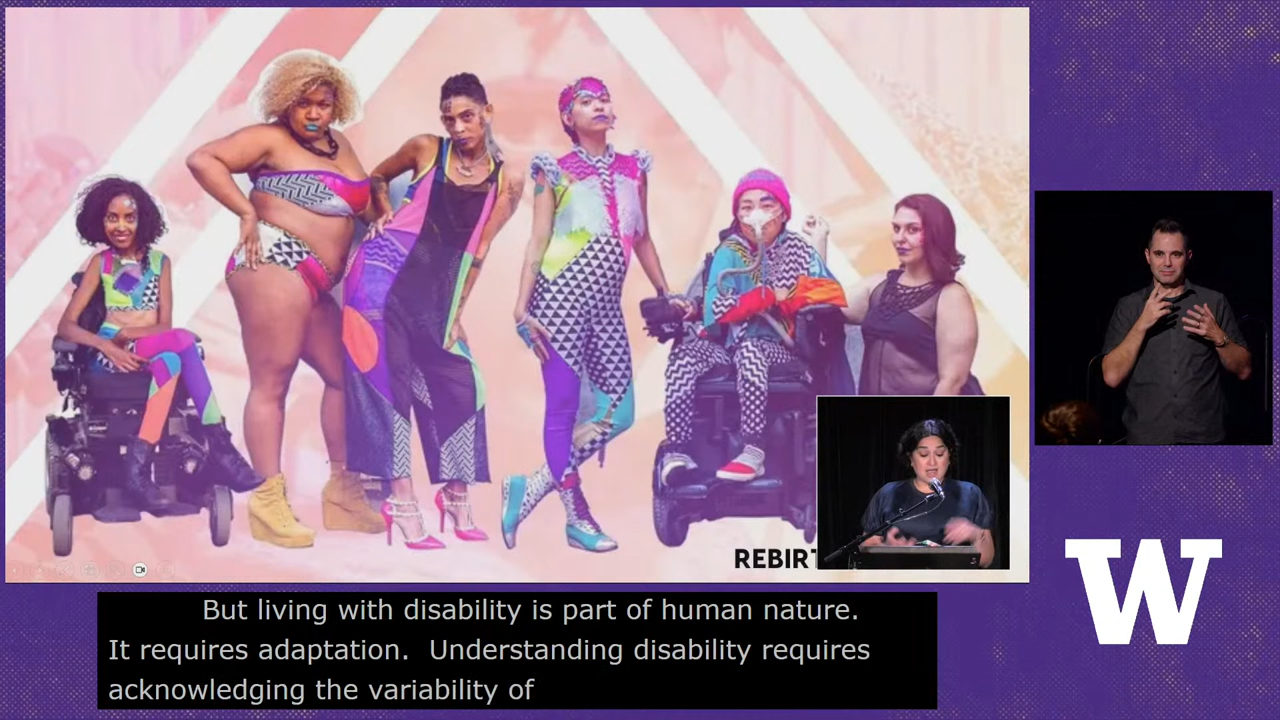 REBIRT
W
But living with disability is part of human nature.
It requires adaptation.  Understanding disability requires
acknowledging the variability of